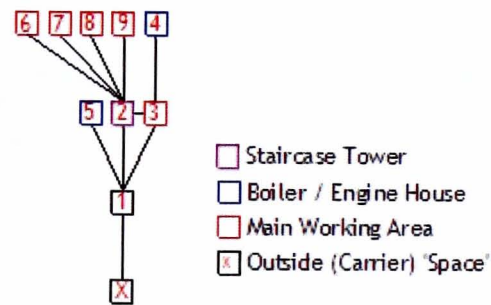 6 7 8 9 4
5 2 3
1
X
Staircase Tower
Boiler / Engine House
Main Working Area
X Outside (Carrier) 'Space'